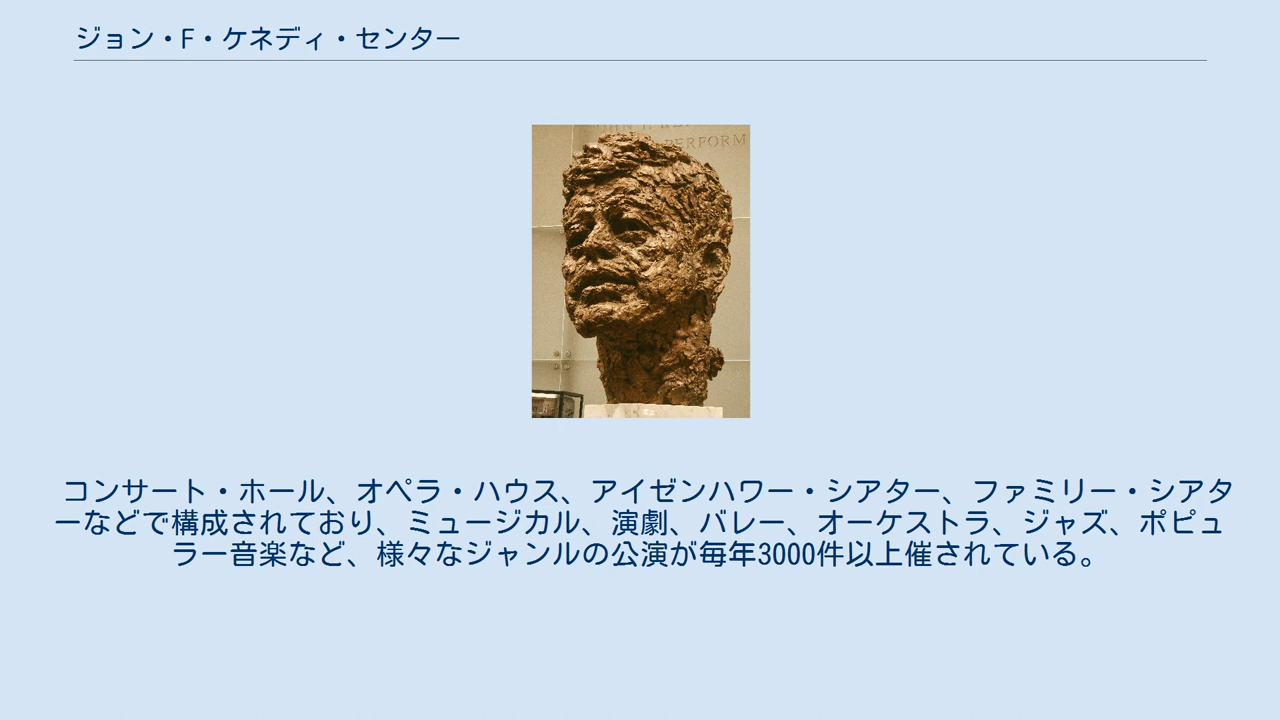 ジョン・F・ケネディ・センター
PERFORM
コンサート・ホール、オペラ・ハウス、アイゼンハワー・シアター、ファミリー・シアタ
ーなどで構成されており、ミュージカル、演劇、バレー、オーケストラ、ジャズ、ポピュ
ラー音楽など、様々なジャンルの公演が毎年3000件以上催されている。